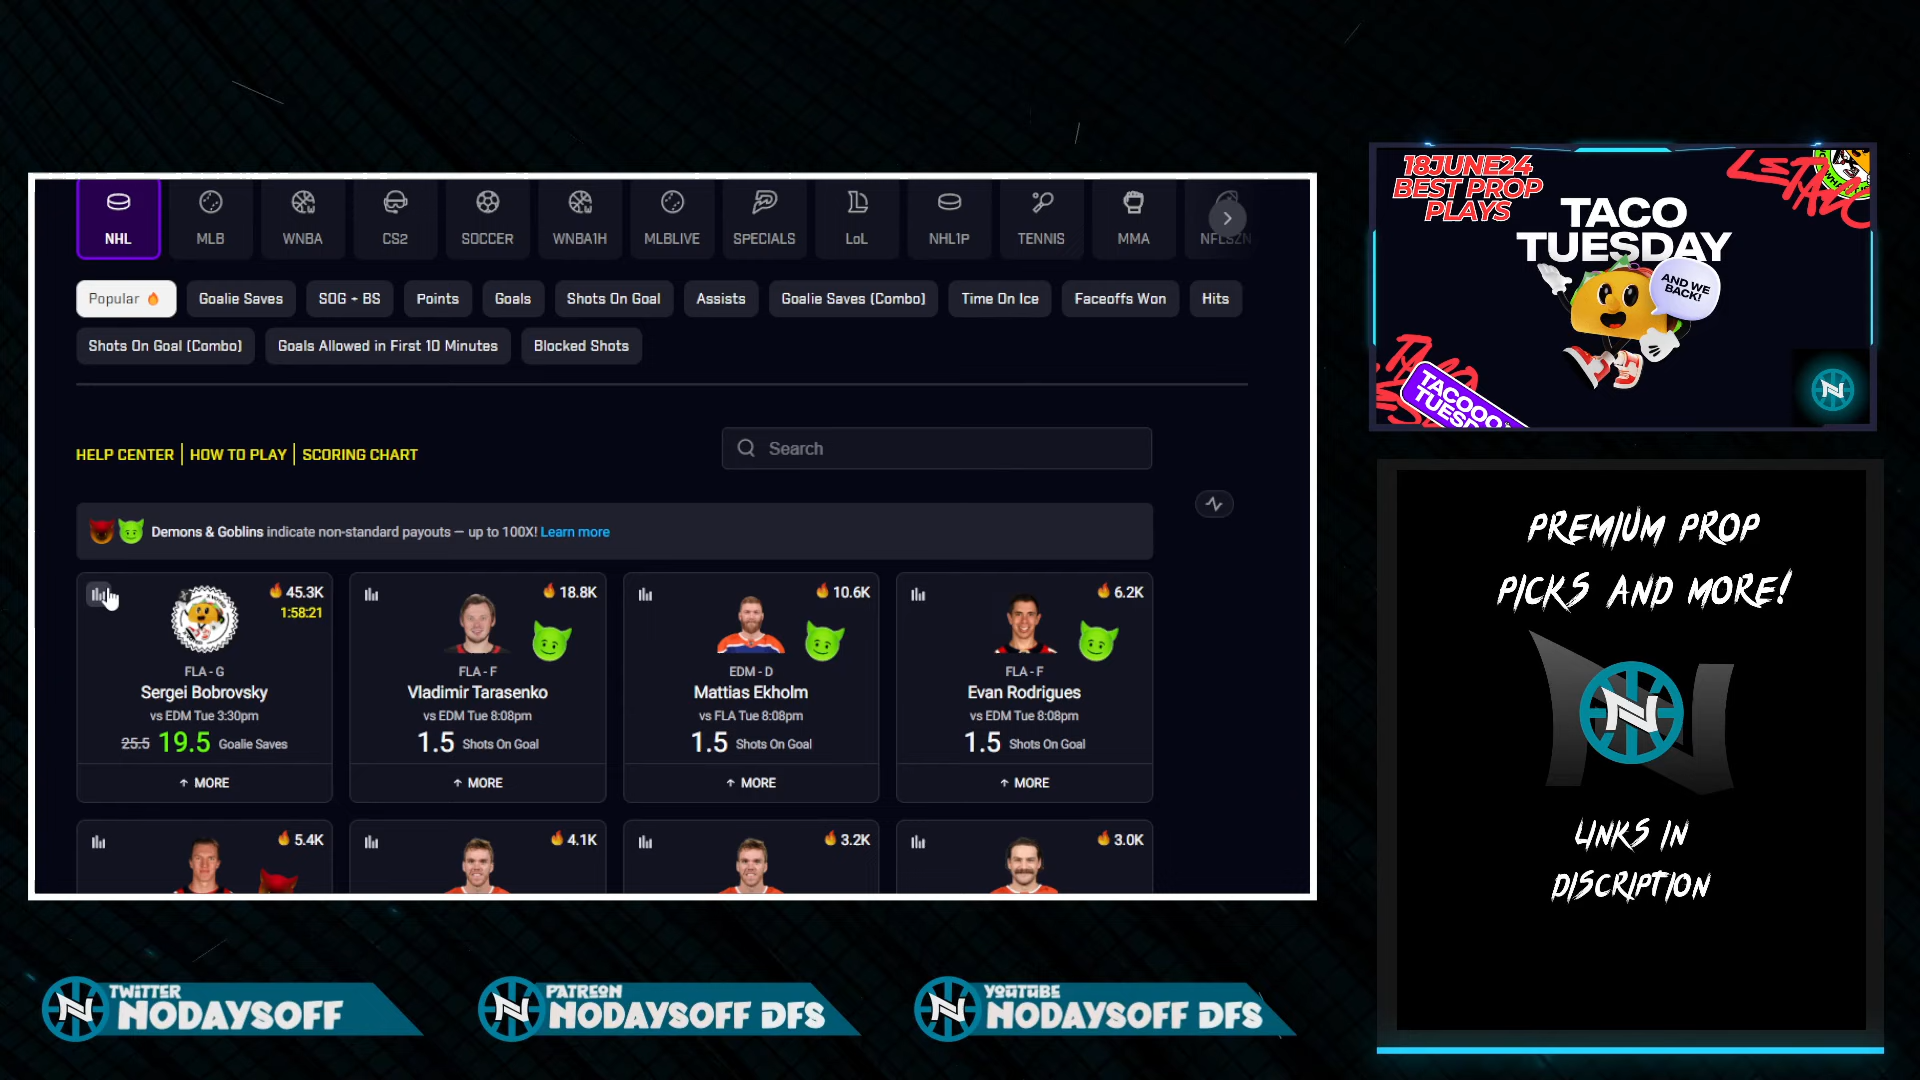 NHL
MLB
WNBA
CS2
SOCCER
WNBA1H
MLBLIVE
SPECIALS
LoL
NHL1P
TENNIS
MMA
NFLSZN
Popular
Goalie Saves
SOG + BS
Points
Goals
Shots On Goal
Assists
Goalie Saves (Combo)
Time On Ice
Faceoffs Won
Hits
Shots On Goal (Combo)
Goals Allowed in First 10 Minutes
Blocked Shots
HELP CENTER
HOW TO PLAY
SCORING CHART
Search
Demons & Goblins indicate non-standard payouts — up to 100X! Learn more
45.3K
1:58:21
FLA - G
Sergei Bobrovsky
vs EDM Tue 3:30pm
25.5 19.5 Goalie Saves
MORE
18.8K
FLA - F
Vladimir Tarasenko
vs EDM Tue 8:08pm
1.5 Shots On Goal
MORE
10.6K
EDM - D
Mattias Ekholm
vs FLA Tue 8:08pm
1.5 Shots On Goal
MORE
6.2K
FLA - F
Evan Rodrigues
vs EDM Tue 8:08pm
1.5 Shots On Goal
MORE
5.4K
4.1K
3.2K
3.0K
18JUNE24
BEST PROP
PLAYS
TACO
TUESDAY
AND WE
BACK!
PREMIUM PROP
PICKS AND MORE!
N
LINKS IN
DISCRIPTION
TWITTER
NODAYSOFF
PATREON
NODAYSOFF DFS
YOUTUBE
NODAYSOFF DFS